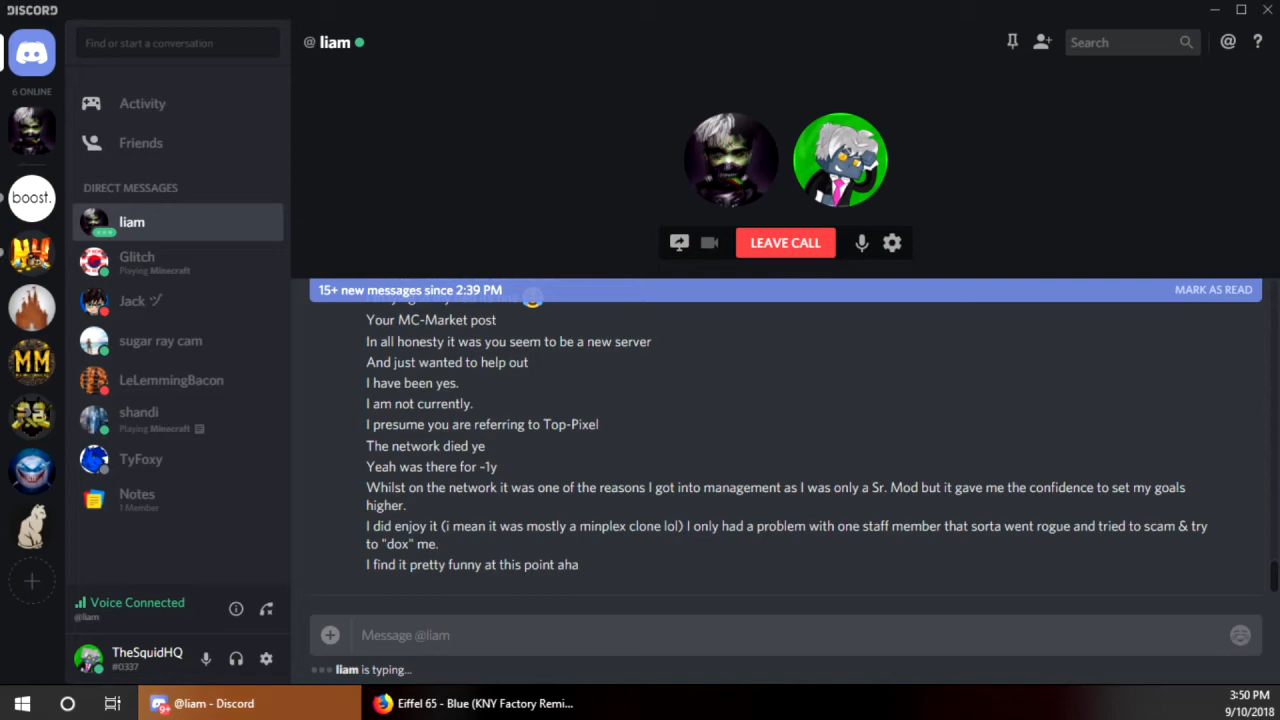 DISCORD
Find or start a conversation
@ liam
Search
@
?
6 ONLINE
Activity
Friends
DIRECT MESSAGES
boost.
liam
Glitch
Playing Minecraft
Jack ツ
sugar ray cam
MM
LeLemmingBacon
shandi
Playing Minecraft
TyFoxy
Notes
1 Member
LEAVE CALL
15+ new messages since 2:39 PM
MARK AS READ
Your MC-Market post
In all honesty it was you seem to be a new server
And just wanted to help out
I have been yes.
I am not currently.
I presume you are referring to Top-Pixel
The network died ye
Yeah was there for ~1y
Whilst on the network it was one of the reasons I got into management as I was only a Sr. Mod but it gave me the confidence to set my goals
higher.
I did enjoy it (i mean it was mostly a minplex clone lol) I only had a problem with one staff member that sorta went rogue and tried to scam & try
to "dox" me.
I find it pretty funny at this point aha
Voice Connected
@liam
TheSquidHQ
#0337
Message @liam
liam is typing...
@liam - Discord
Eiffel 65 - Blue (KNY Factory Remi...
3:50 PM
9/10/2018